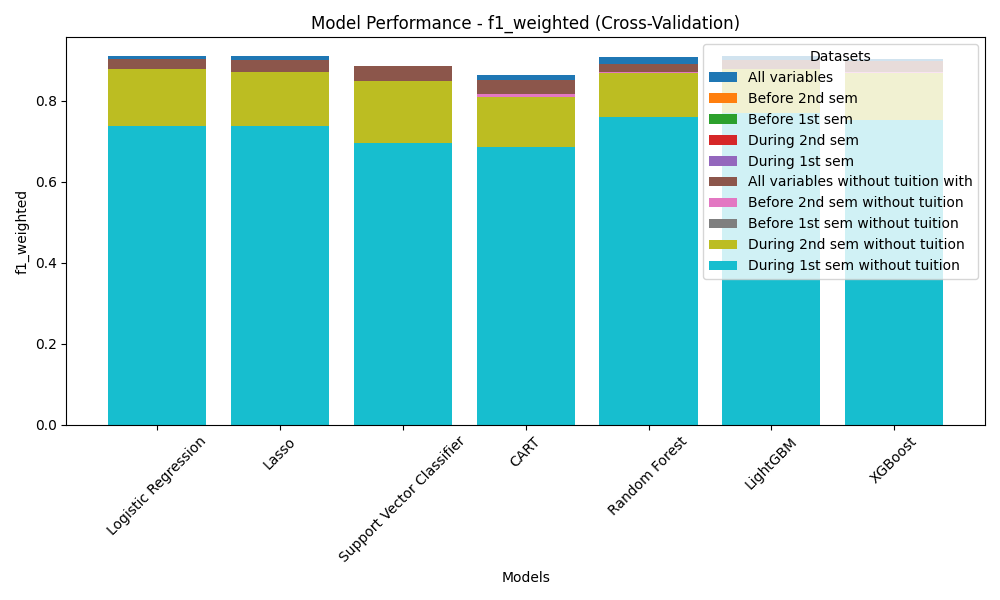 Model Performance - f1_weighted (Cross-Validation)
f1_weighted
0.8
0.6
0.4
0.2
0.0
Datasets
All variables
Before 2nd sem
Before 1st sem
During 2nd sem
During 1st sem
All variables without tuition with
Before 2nd sem without tuition
Before 1st sem without tuition
During 2nd sem without tuition
During 1st sem without tuition
Logistic Regression
Lasso
Support Vector Classifier
CART
Random Forest
LightGBM
XGBoost
Models